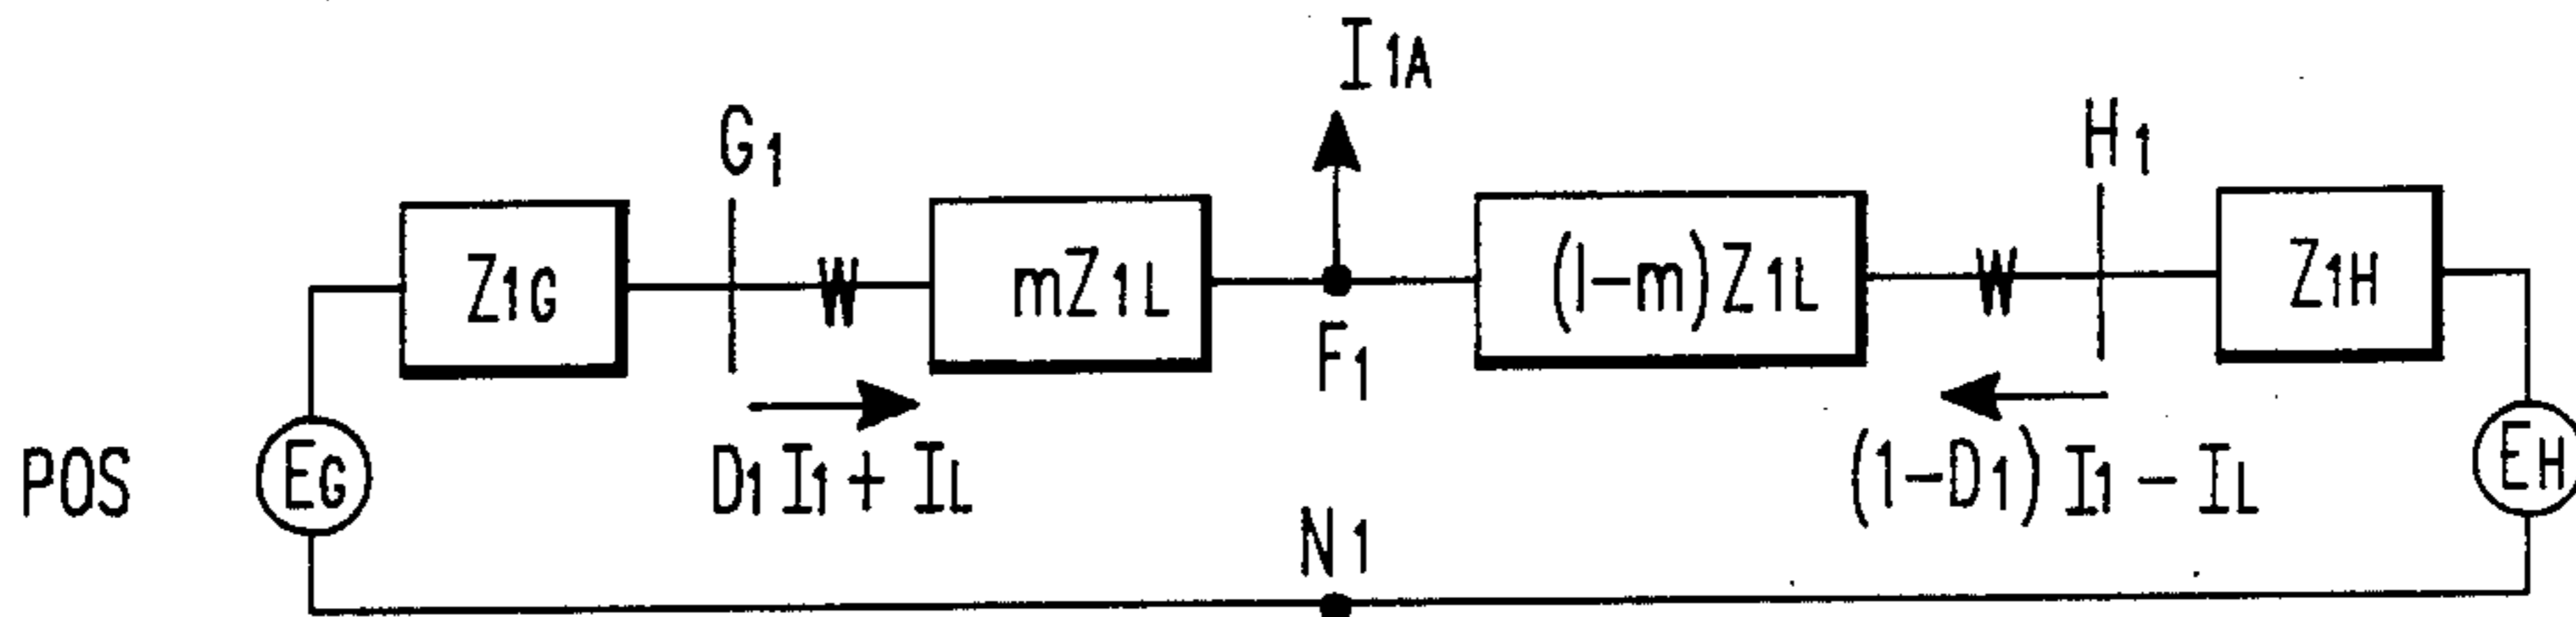 I1A
G1
H1
Z1G
mZ1L
(1-m)Z1L
Z1H
W
W
F1
POS
EG
D1 I1 + IL
(1-D1) I1 - IL
EH
N1